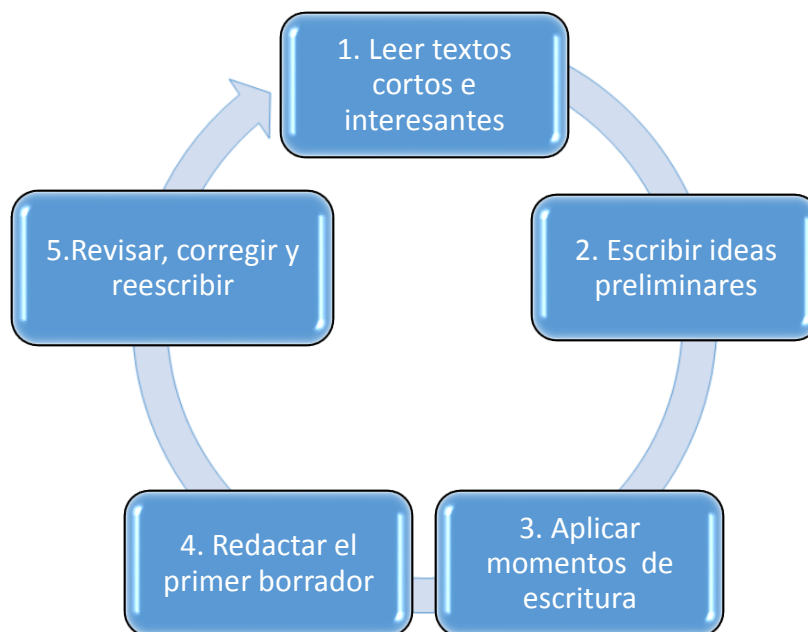 1. Leer textos
cortos e
interesantes
2. Escribir ideas
preliminares
3. Aplicar
momentos de
escritura
4. Redactar el
primer borrador
5.Revisar, corregir y
reescribir